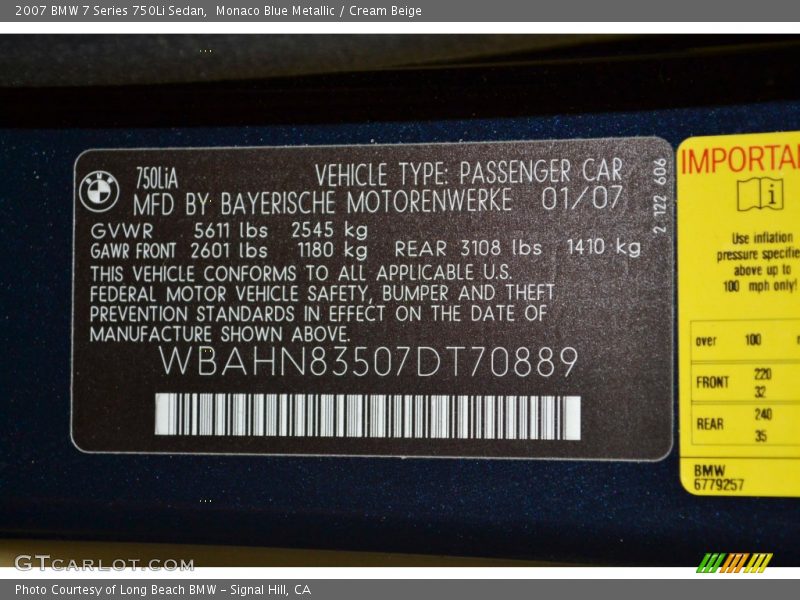 2007 BMW 7 Series 750Li Sedan,  Monaco Blue Metallic / Cream Beige
BMW
750LiA
VEHICLE TYPE: PASSENGER CAR
MFD BY BAYERISCHE MOTORENWERKE 01/07
GVWR 5611 lbs 2545 kg
GAWR FRONT 2601 lbs 1180 kg REAR 3108 lbs 1410 kg
THIS VEHICLE CONFORMS TO ALL APPLICABLE U.S.
FEDERAL MOTOR VEHICLE SAFETY, BUMPER AND THEFT
PREVENTION STANDARDS IN EFFECT ON THE DATE OF
MANUFACTURE SHOWN ABOVE.
WBAHN83507DT70889
2 122 606
IMPORTA
i
Use inflation
pressure specifie
above up to
100 mph only!
over 100
FRONT 220
32
REAR 240
35
BMW
6779257
GTCARLOT.COM
Photo Courtesy of Long Beach BMW – Signal Hill, CA